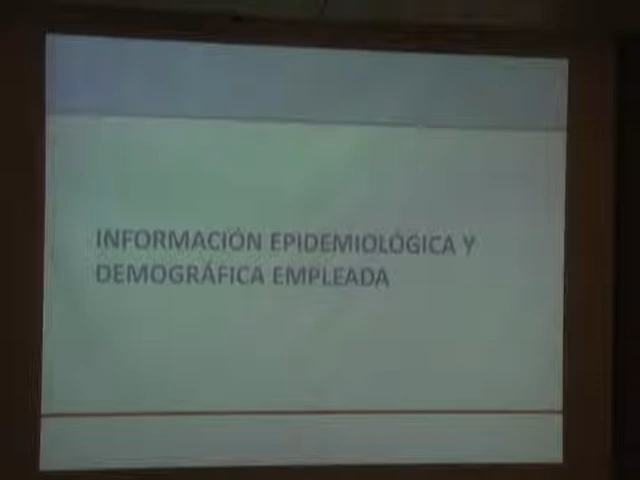 INFORMACIÓN EPIDEMIOLÓGICA Y
DEMOGRÁFICA EMPLEADA